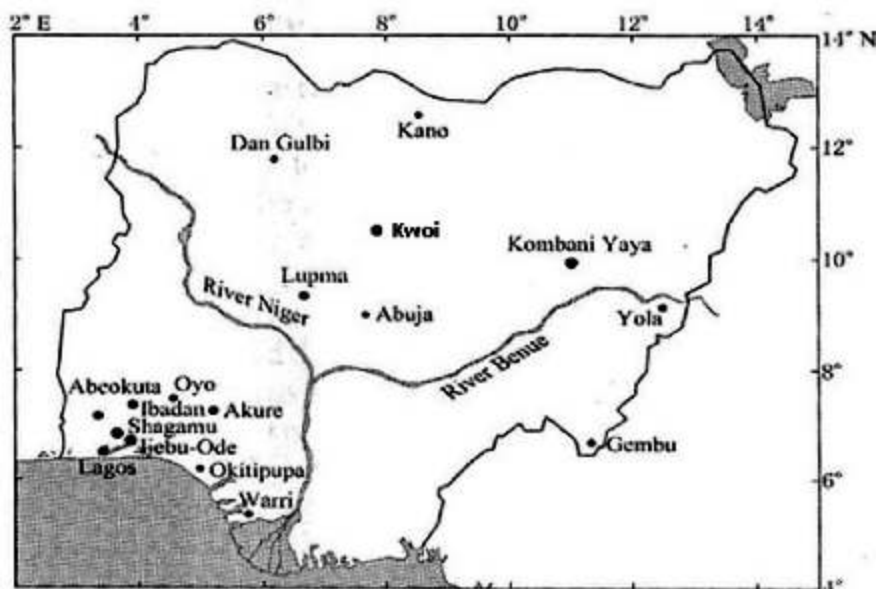 2° E 4° 6° 8° 10° 12° 14° 14° N
Kano
Dan Gulbi
12°
Kwoi
Kombani Yaya
10°
Lupma
River Niger
Abuja
Yola
River Benue
8°
Abeokuta Oyo
Ibadan Akure
Shagamu
Ijebu-Ode
Gembu
Lagos
Okitipupa
6°
Warri